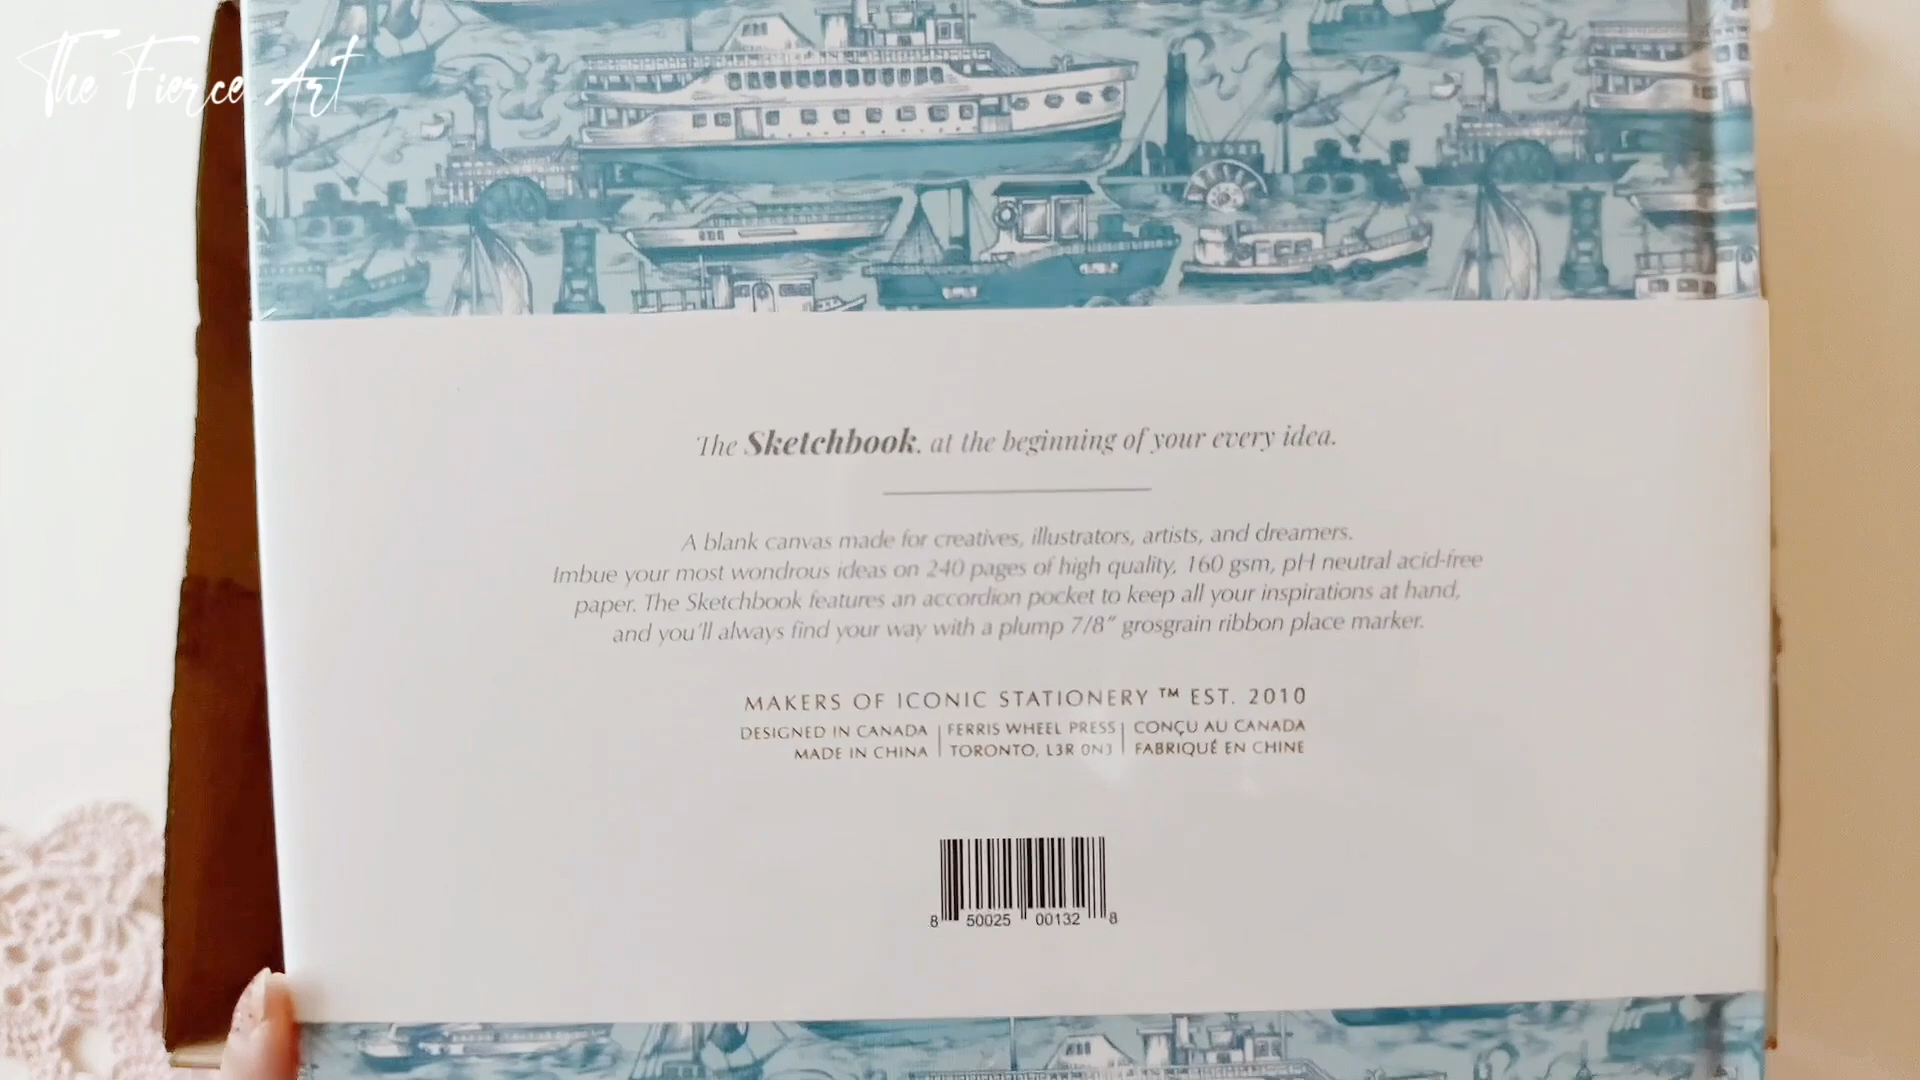 The Fierce Art
The Sketchbook, at the beginning of your every idea.
A blank canvas made for creatives, illustrators, artists, and dreamers.
Imbue your most wondrous ideas on 240 pages of high quality, 160 gsm, pH neutral acid-free
paper. The Sketchbook features an accordion pocket to keep all your inspirations at hand,
and you'll always find your way with a plump 7/8" grosgrain ribbon place marker.
MAKERS OF ICONIC STATIONERY ™ EST. 2010
DESIGNED IN CANADA | FERRIS WHEEL PRESS | CONÇU AU CANADA
MADE IN CHINA | TORONTO, L3R 0N3 | FABRIQUÉ EN CHINE
8 50025 00132 8